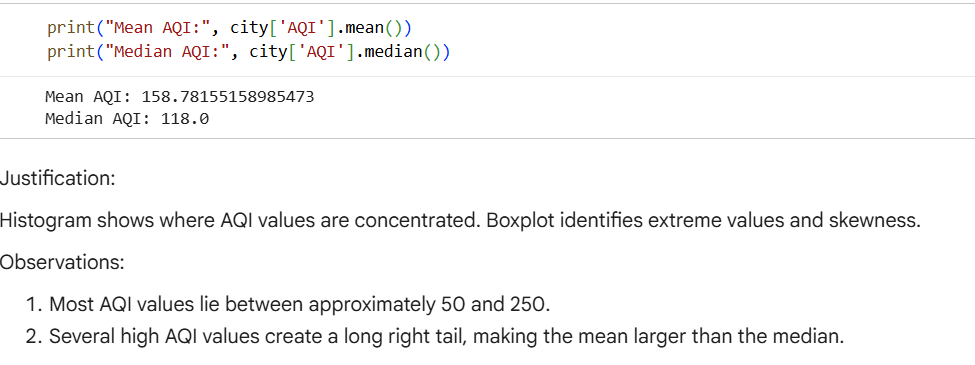 print("Mean AQI:", city['AQI'].mean())
print("Median AQI:", city['AQI'].median())
Mean AQI: 158.78155158985473
Median AQI: 118.0
Justification:
Histogram shows where AQI values are concentrated. Boxplot identifies extreme values and skewness.
Observations:
1. Most AQI values lie between approximately 50 and 250.
2. Several high AQI values create a long right tail, making the mean larger than the median.